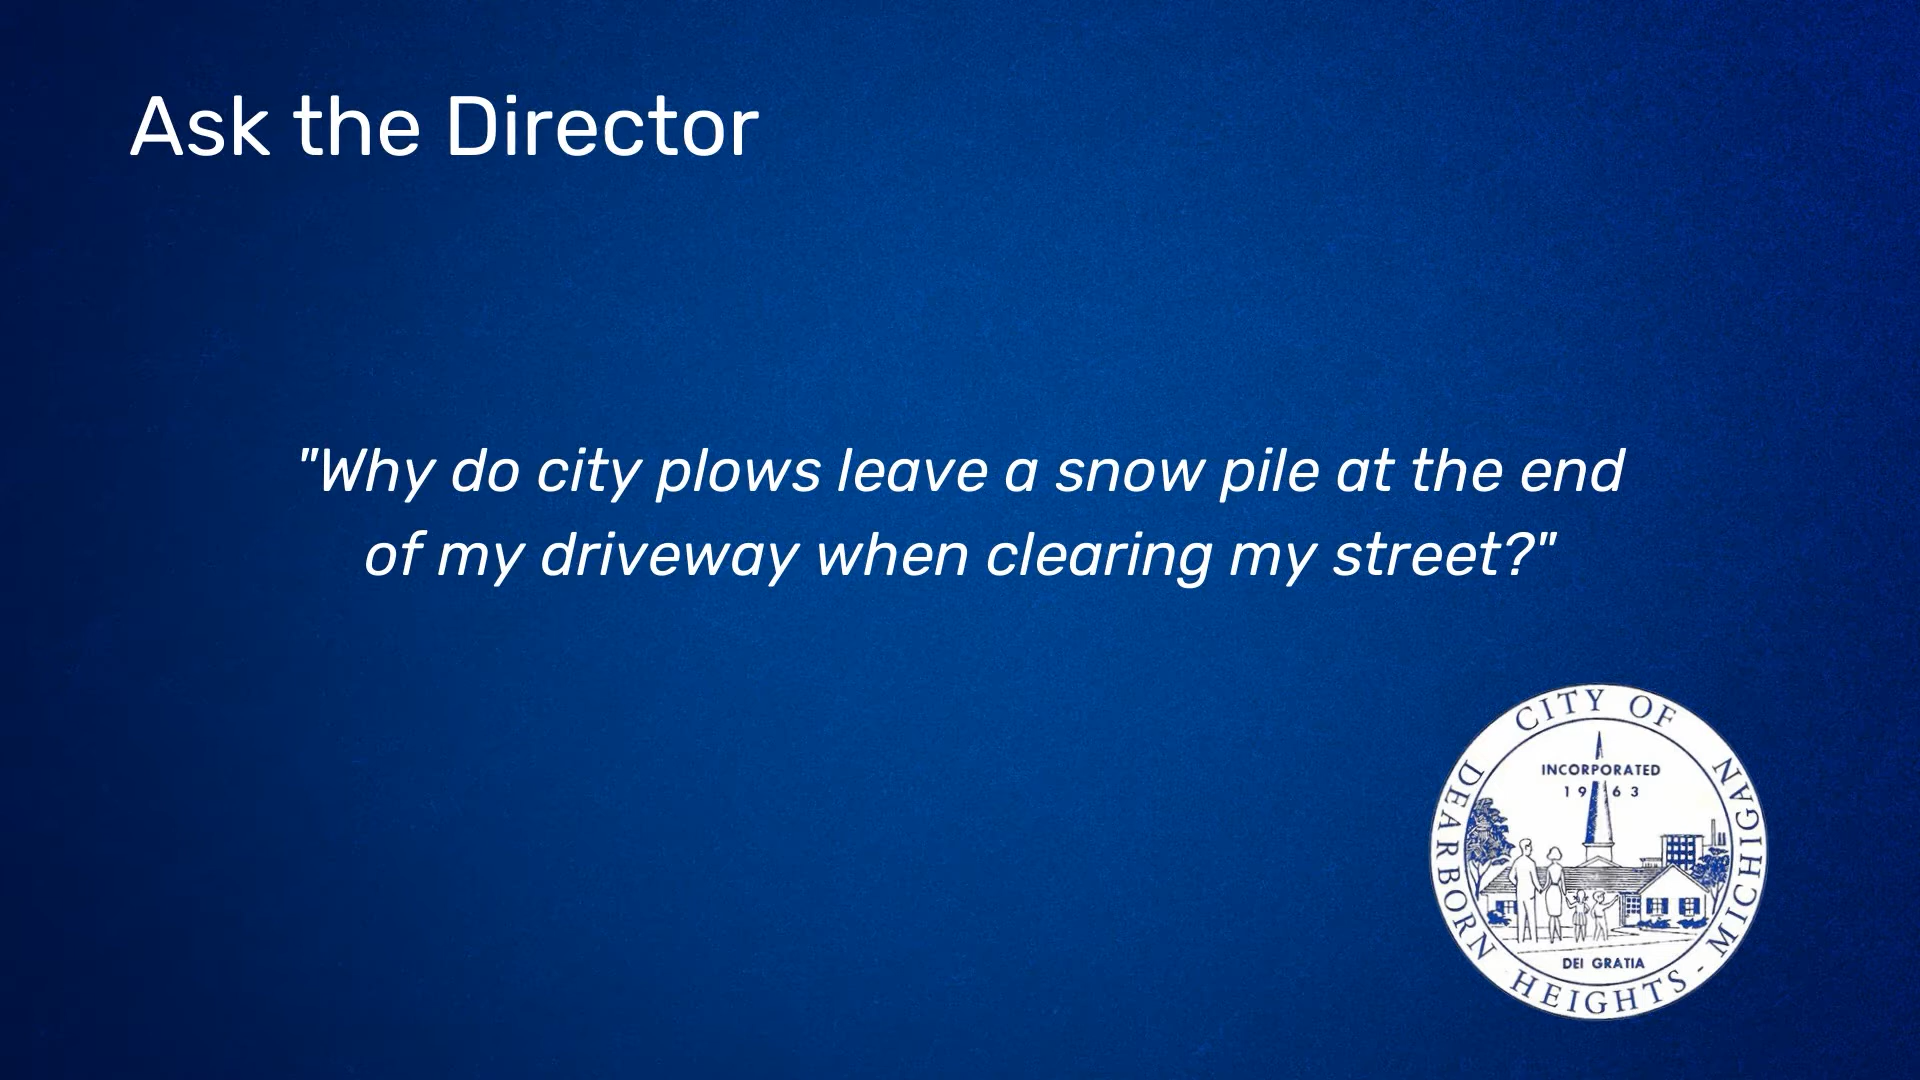 Ask the Director
"Why do city plows leave a snow pile at the end
of my driveway when clearing my street?"
CITY OF
DEARBORN HEIGHTS - MICHIGAN
INCORPORATED
1963
DEI GRATIA